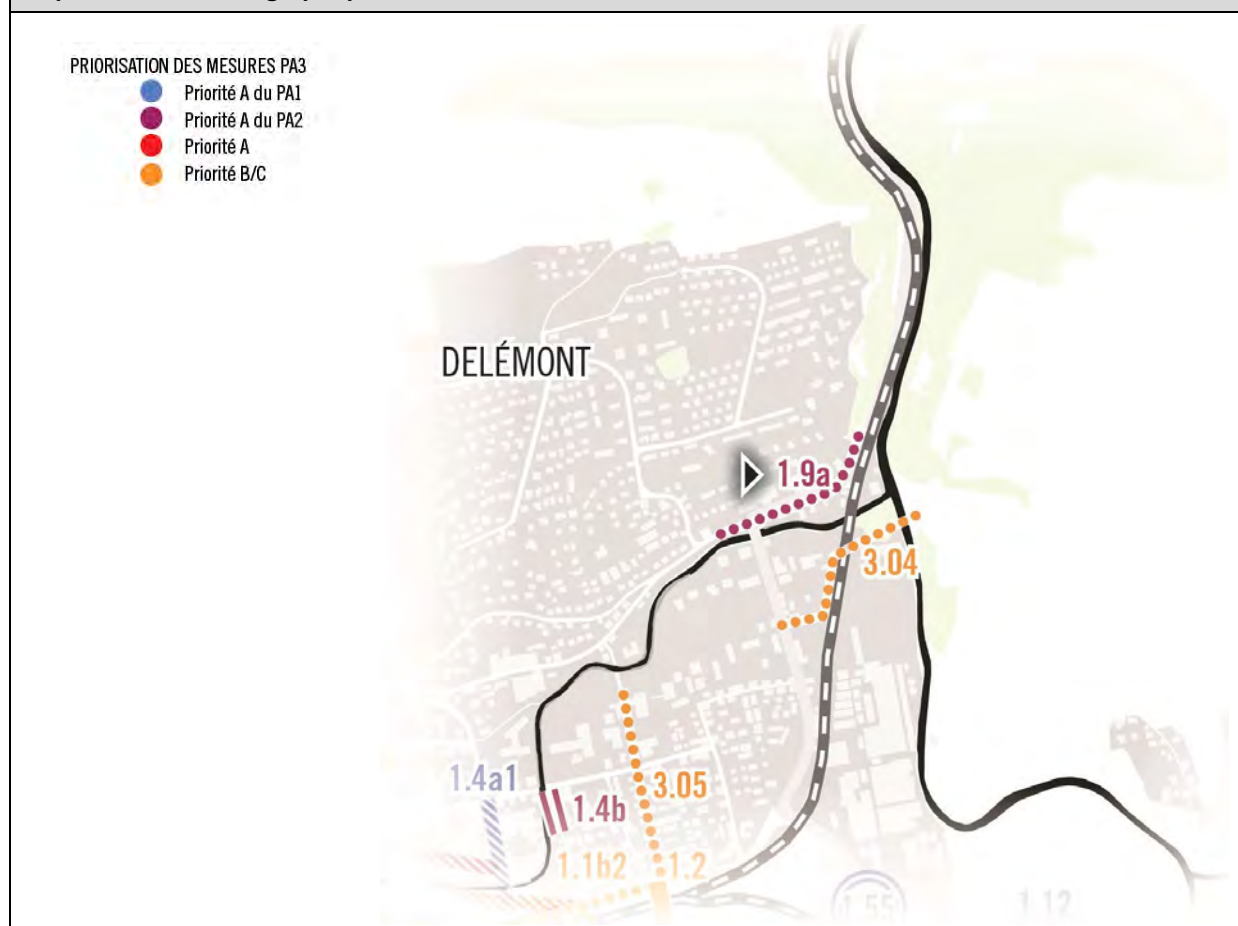 PRIORISATION DES MESURES PA3
Priorité A du PA1
Priorité A du PA2
Priorité A
Priorité B/C
DELÉMONT
1.9a
3.04
1.4a1
3.05
1.4b
1.1b2
1.2
1.55
1.12